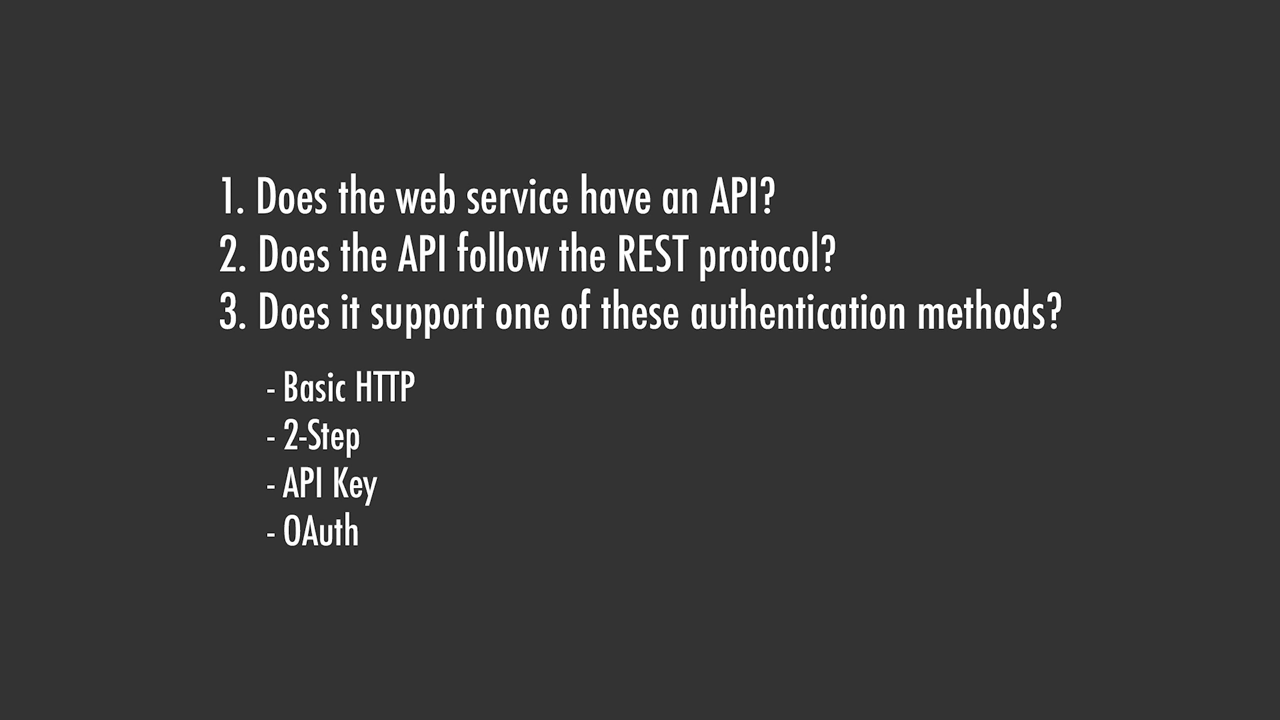 1. Does the web service have an API?
2. Does the API follow the REST protocol?
3. Does it support one of these authentication methods?
- Basic HTTP
- 2-Step
- API Key
- OAuth